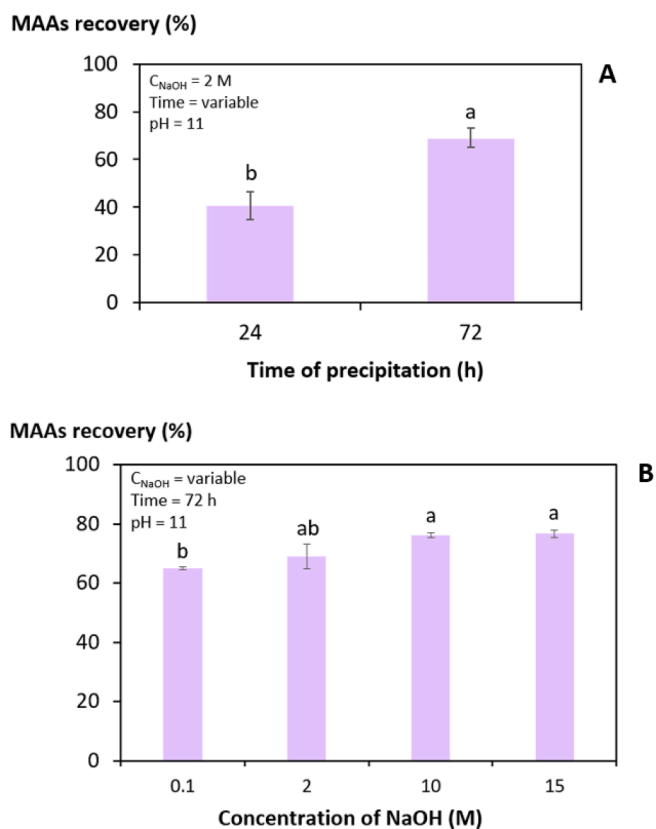 MAAs recovery (%)
A
100
80
60
40
20
0
C_NaOH = 2 M
Time = variable
pH = 11
b
a
24 72
Time of precipitation (h)
MAAs recovery (%)
B
100
80
60
40
20
0
C_NaOH = variable
Time = 72 h
pH = 11
b ab a a
0.1 2 10 15
Concentration of NaOH (M)